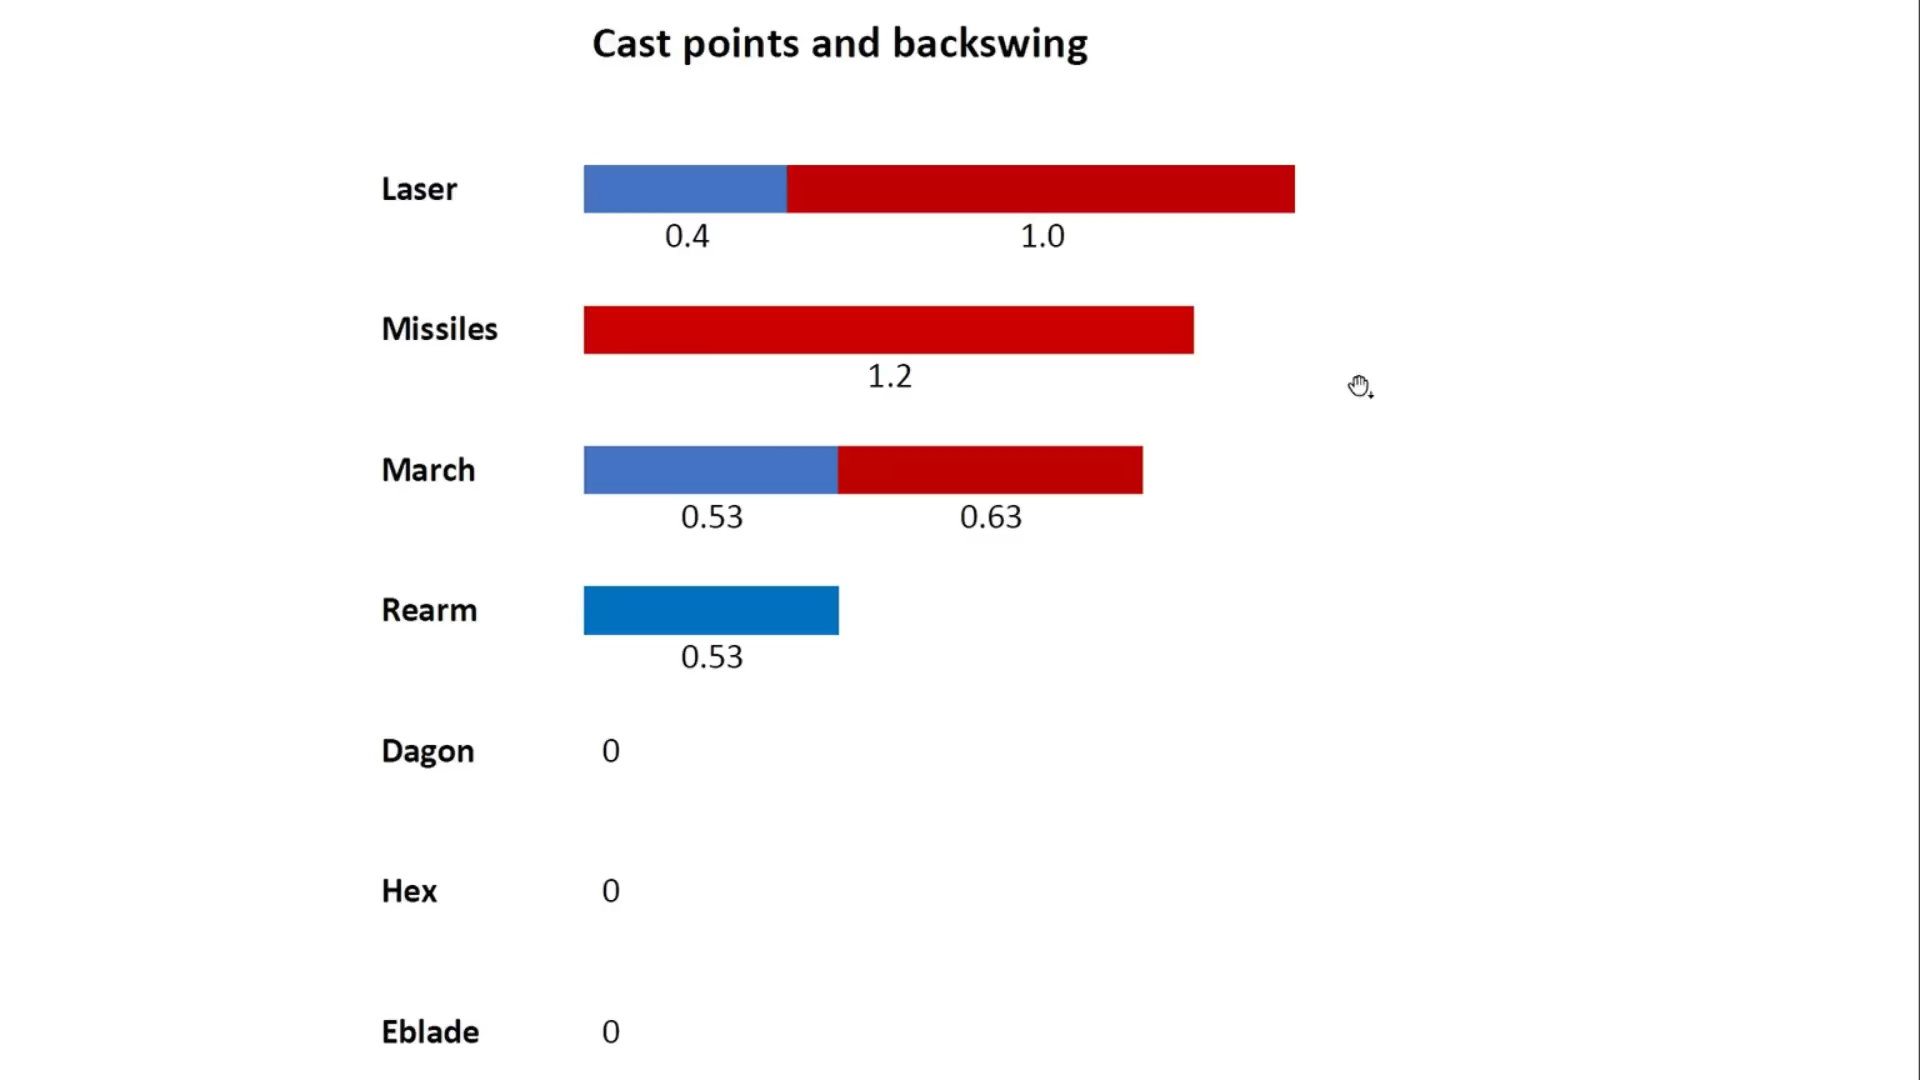 Cast points and backswing
Laser
0.4 1.0
Missiles
1.2
March
0.53 0.63
Rearm
0.53
Dagon 0
Hex 0
Eblade 0